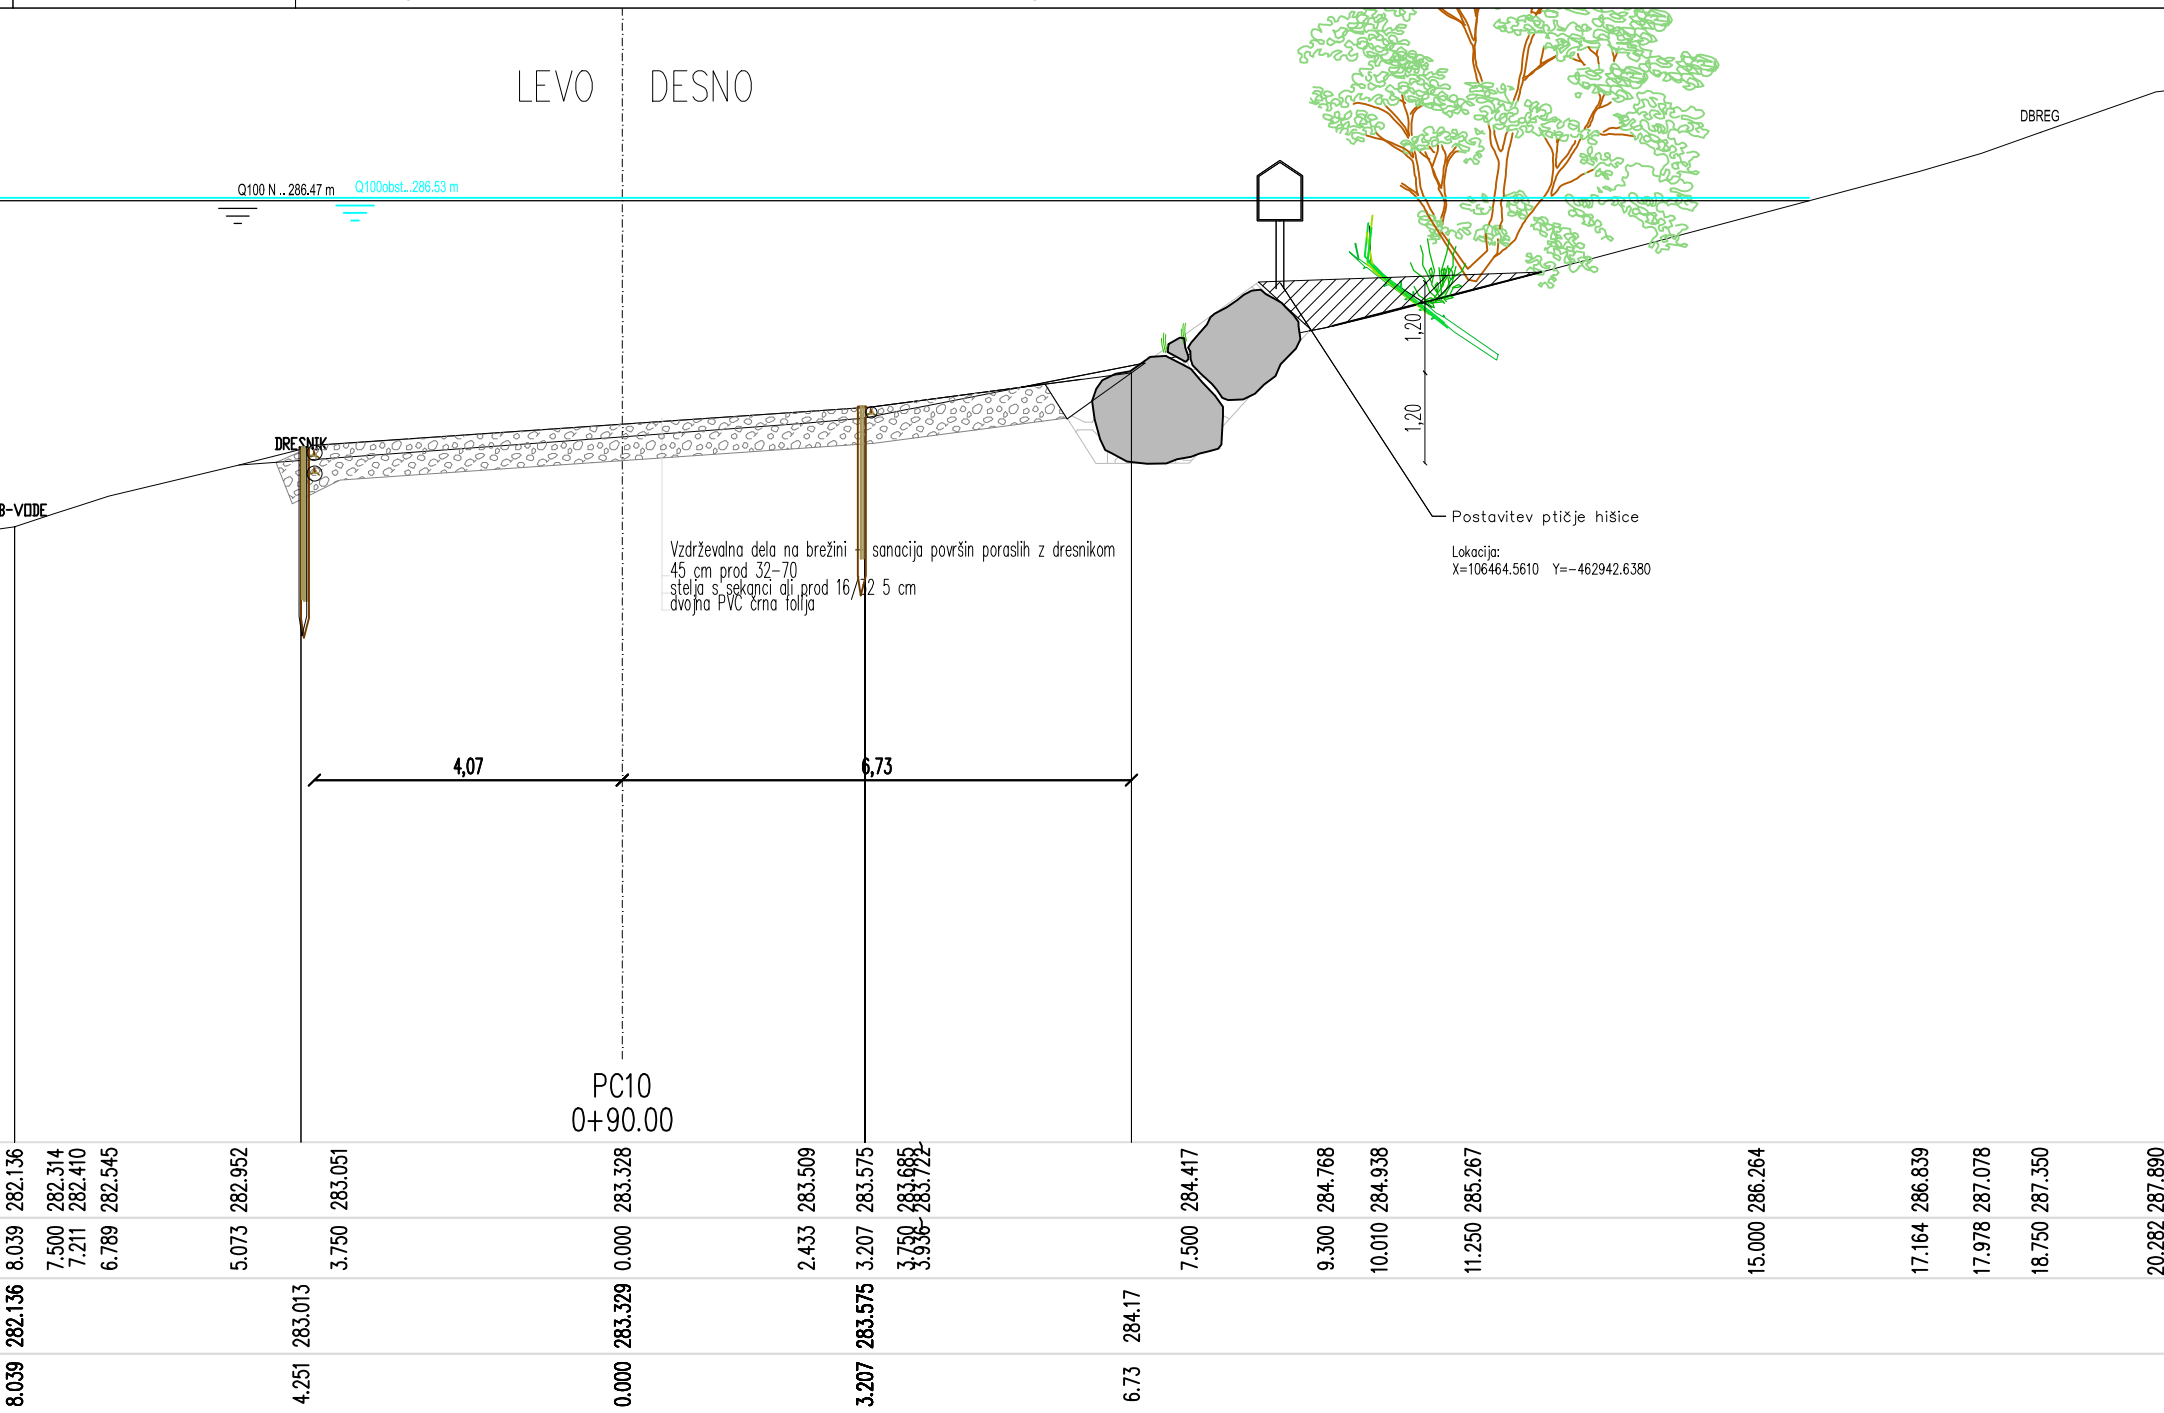 LEVO DESNO
DBREG
Q100 N .. 286.47 m Q100obst...286.53 m
1,20
1,20
DRESNIK
B-VODE
Postavitev ptičje hišice
Lokacija:
X=106464.5610 Y=-462942.6380
Vzdrževalna dela na brežini - sanacija površin poraslih z dresnikom
45 cm prod 32-70
stelja s sekanci ali prod 16/32 5 cm
dvojna PVC črna folija
4,07 6,73
PC10
0+90.00
282.136 282.314 282.410 282.545 282.952 283.051 283.328 283.509 283.575 283.685 283.722 284.417 284.768 284.938 285.267 286.264 286.839 287.078 287.350 287.890
8.039 7.500 7.211 6.789 5.073 3.750 0.000 2.433 3.207 3.750 3.936 7.500 9.300 10.010 11.250 15.000 17.164 17.978 18.750 20.282
282.136 283.013 283.329 283.575 284.17
8.039 4.251 0.000 3.207 6.73